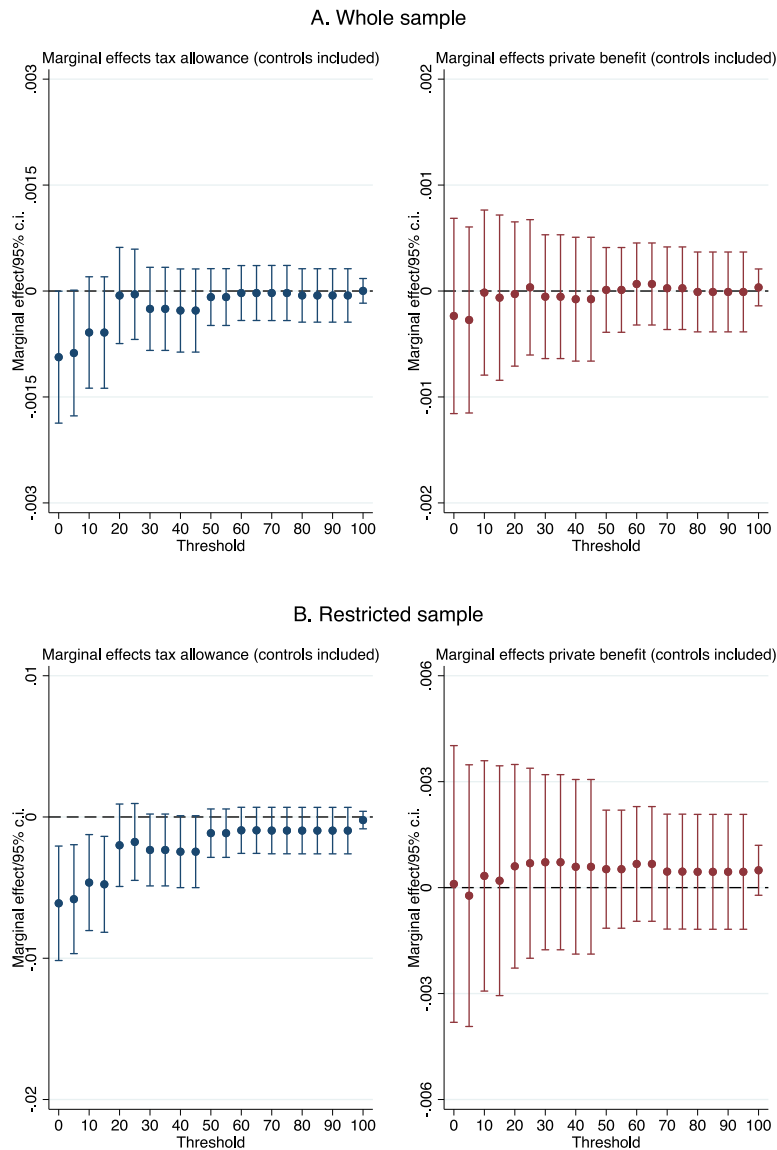 A. Whole sample
Marginal effects tax allowance (controls included)
Marginal effect/95% c.i.
.003
.0015
0
-.0015
-.003
0 10 20 30 40 50 60 70 80 90 100
Threshold
Marginal effects private benefit (controls included)
Marginal effect/95% c.i.
.002
.001
0
-.001
-.002
0 10 20 30 40 50 60 70 80 90 100
Threshold
B. Restricted sample
Marginal effects tax allowance (controls included)
Marginal effect/95% c.i.
.01
0
-.01
-.02
0 10 20 30 40 50 60 70 80 90 100
Threshold
Marginal effects private benefit (controls included)
Marginal effect/95% c.i.
.006
.003
0
-.003
-.006
0 10 20 30 40 50 60 70 80 90 100
Threshold